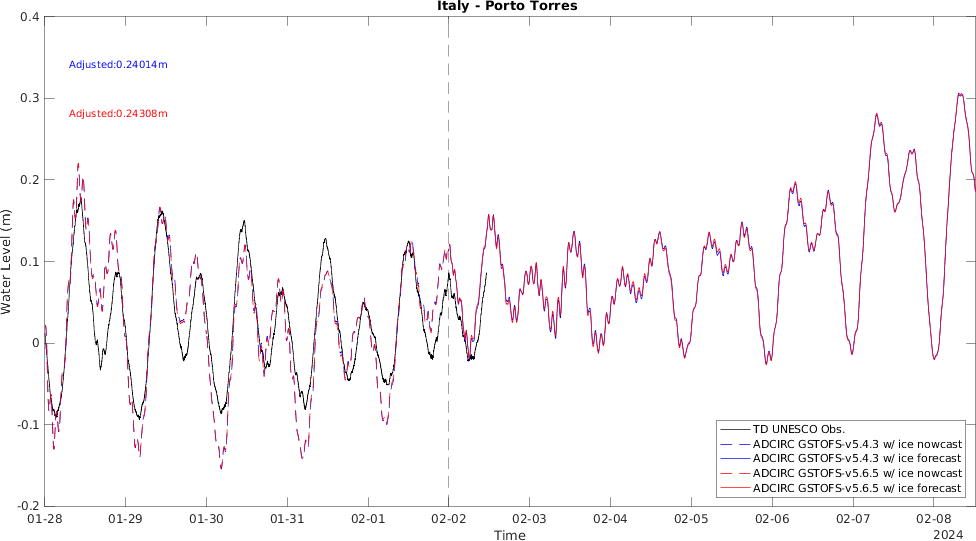 Italy - Porto Torres
0.4
0.3
0.2
0.1
0
-0.1
-0.2
Water Level (m)
Adjusted:0.24014m
Adjusted:0.24308m
TD UNESCO Obs.
ADCIRC GSTOFS-v5.4.3 w/ ice nowcast
ADCIRC GSTOFS-v5.4.3 w/ ice forecast
ADCIRC GSTOFS-v5.6.5 w/ ice nowcast
ADCIRC GSTOFS-v5.6.5 w/ ice forecast
01-28 01-29 01-30 01-31 02-01 02-02 02-03 02-04 02-05 02-06 02-07 02-08
2024
Time